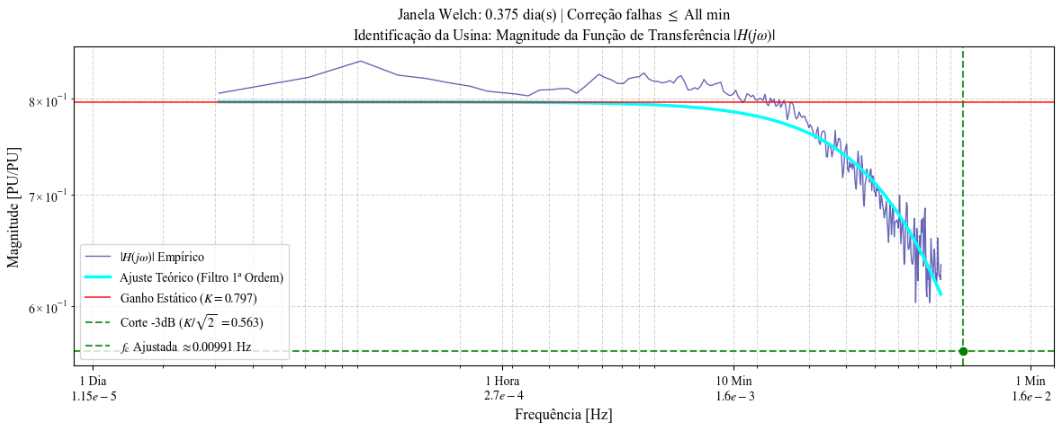 Janela Welch: 0.375 dia(s) | Correção falhas ≤ All min
Identificação da Usina: Magnitude da Função de Transferência |H(jω)|
Magnitude [PU/PU]
8 × 10⁻¹
7 × 10⁻¹
6 × 10⁻¹
|H(jω)| Empírico
Ajuste Teórico (Filtro 1ª Ordem)
Ganho Estático (K = 0.797)
Corte -3dB (K/√2 = 0.563)
f_c Ajustada ≈0.00991 Hz
1 Dia
1.15e − 5
1 Hora
2.7e − 4
10 Min
1.6e − 3
1 Min
1.6e − 2
Frequência [Hz]